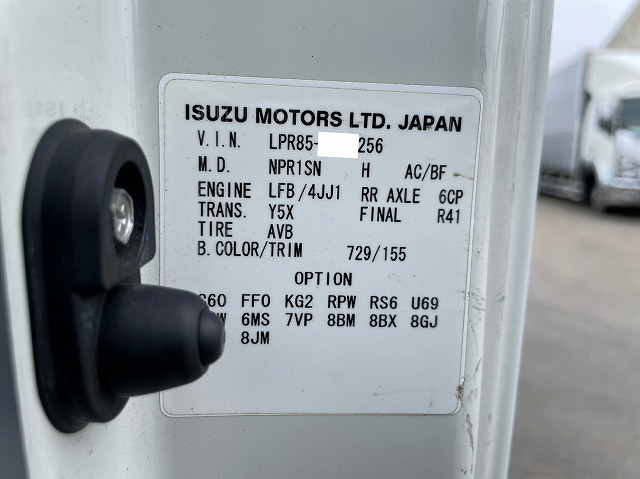 ISUZU MOTORS LTD. JAPAN
V.I.N. LPR85- 256
M.D. NPR1SN H AC/BF
ENGINE LFB/4JJ1 RR AXLE 6CP
TRANS. Y5X FINAL R41
TIRE AVB
B.COLOR/TRIM 729/155
OPTION
FF0 KG2 RPW RS6 U69
6MS 7VP 8BM 8BX 8GJ
8JM